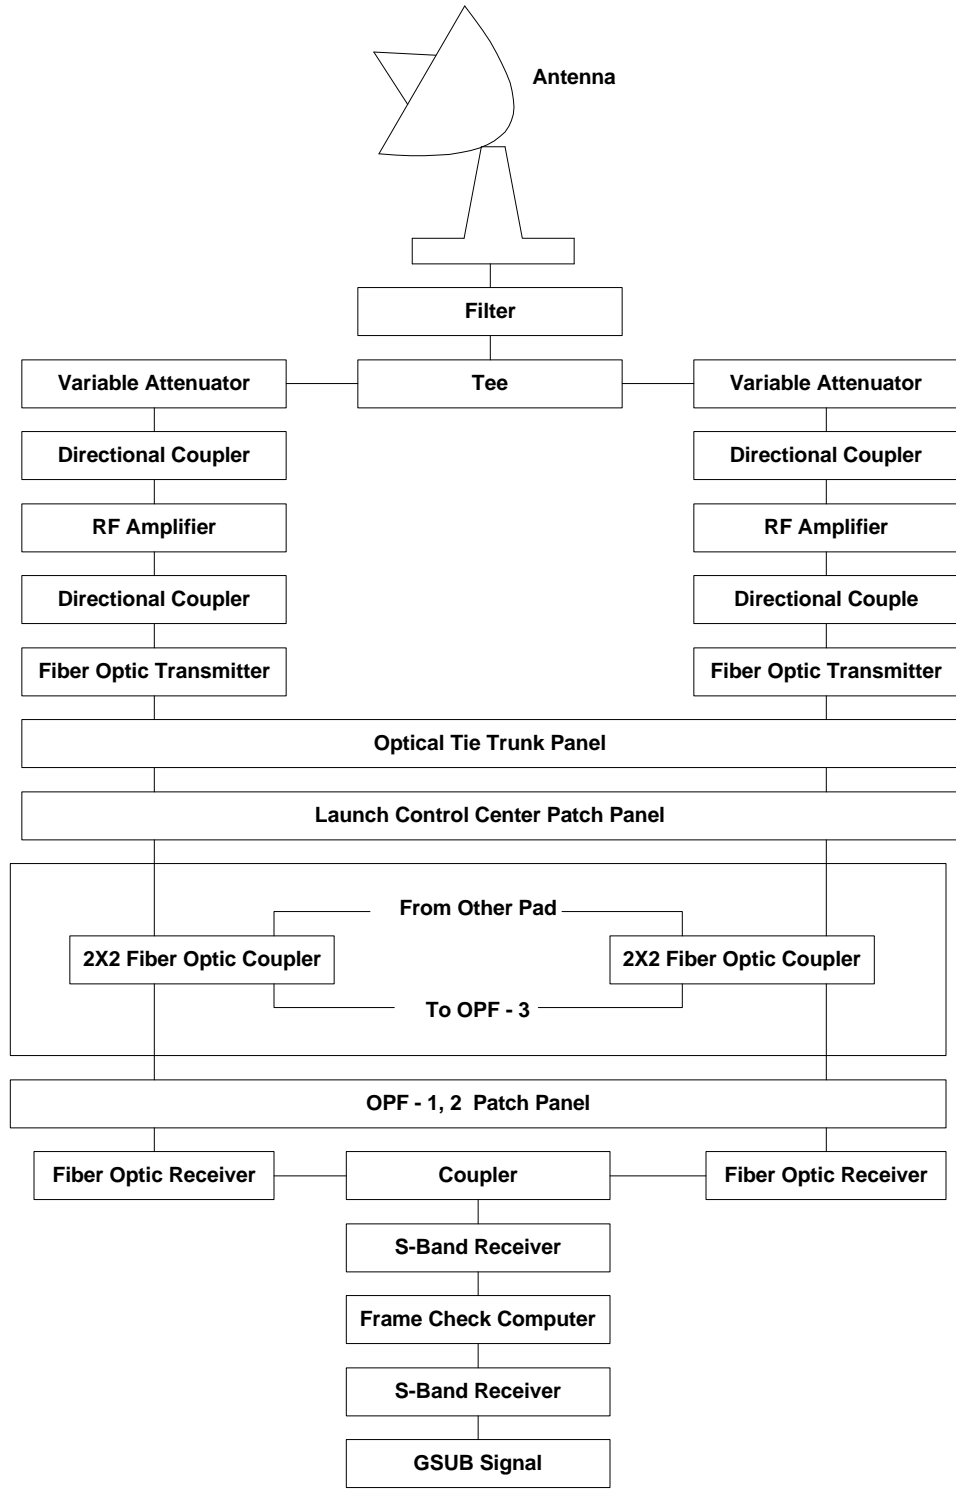 Antenna
Filter
Variable Attenuator
Tee
Variable Attenuator
Directional Coupler
Directional Coupler
RF Amplifier
RF Amplifier
Directional Coupler
Directional Couple
Fiber Optic Transmitter
Fiber Optic Transmitter
Optical Tie Trunk Panel
Launch Control Center Patch Panel
From Other Pad
2X2 Fiber Optic Coupler
2X2 Fiber Optic Coupler
To OPF - 3
OPF - 1, 2 Patch Panel
Fiber Optic Receiver
Coupler
Fiber Optic Receiver
S-Band Receiver
Frame Check Computer
S-Band Receiver
GSUB Signal